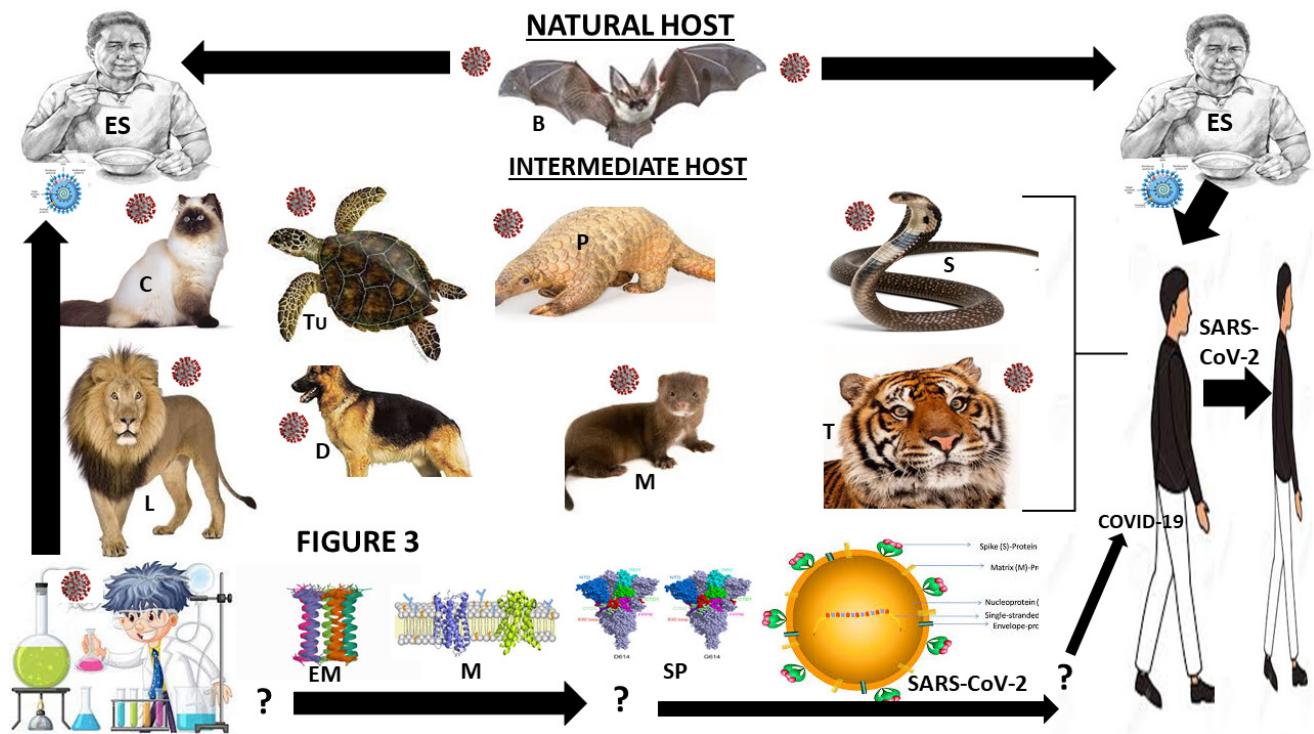 NATURAL HOST
B
ES
ES
INTERMEDIATE HOST
C
Tu
P
S
SARS-
CoV-2
L
D
M
T
COVID-19
FIGURE 3
Spike (S)-Protein
Matrix (M)-Pr
Nucleoprotein (
Single-stranded
Envelope-pro
D614
G614
EM
M
SP
SARS-CoV-2
?
?
?